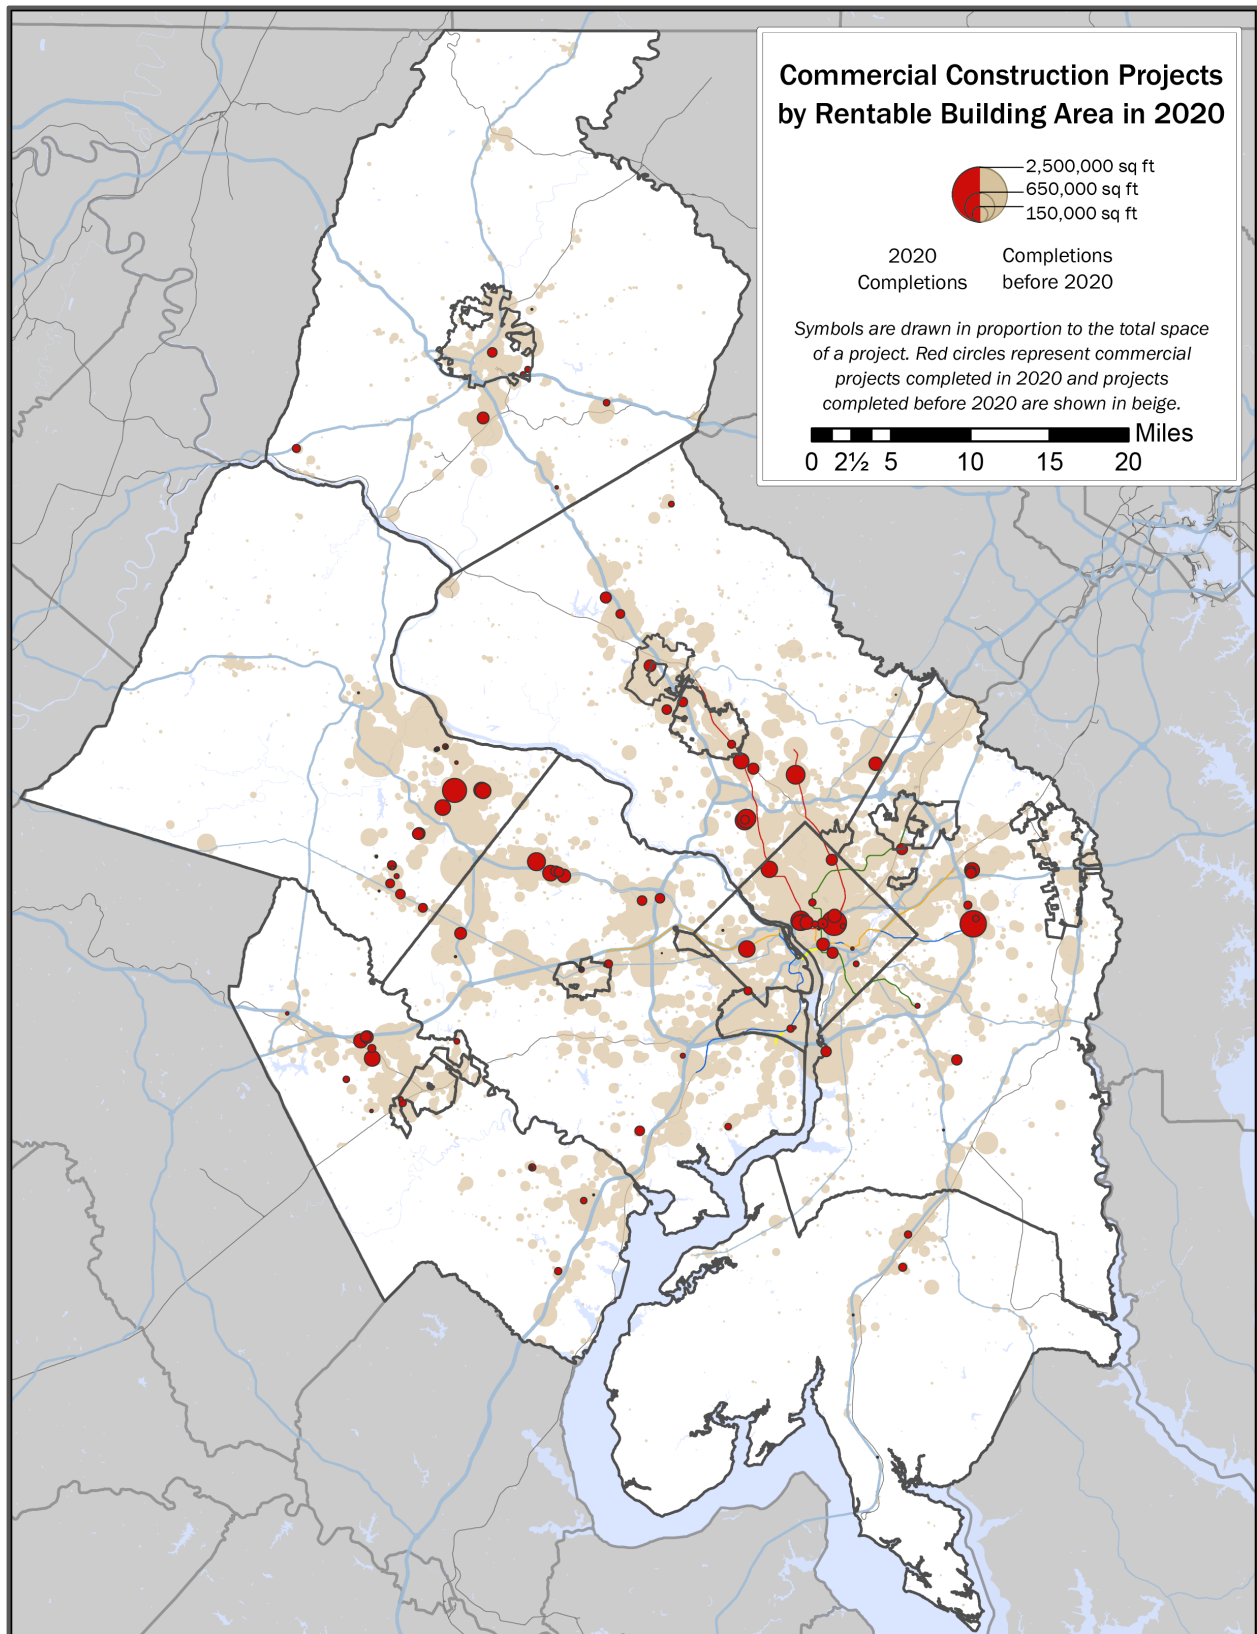 Commercial Construction Projects
by Rentable Building Area in 2020
2,500,000 sq ft
650,000 sq ft
150,000 sq ft
2020
Completions
Completions
before 2020
Symbols are drawn in proportion to the total space
of a project. Red circles represent commercial
projects completed in 2020 and projects
completed before 2020 are shown in beige.
Miles
0 2½ 5 10 15 20